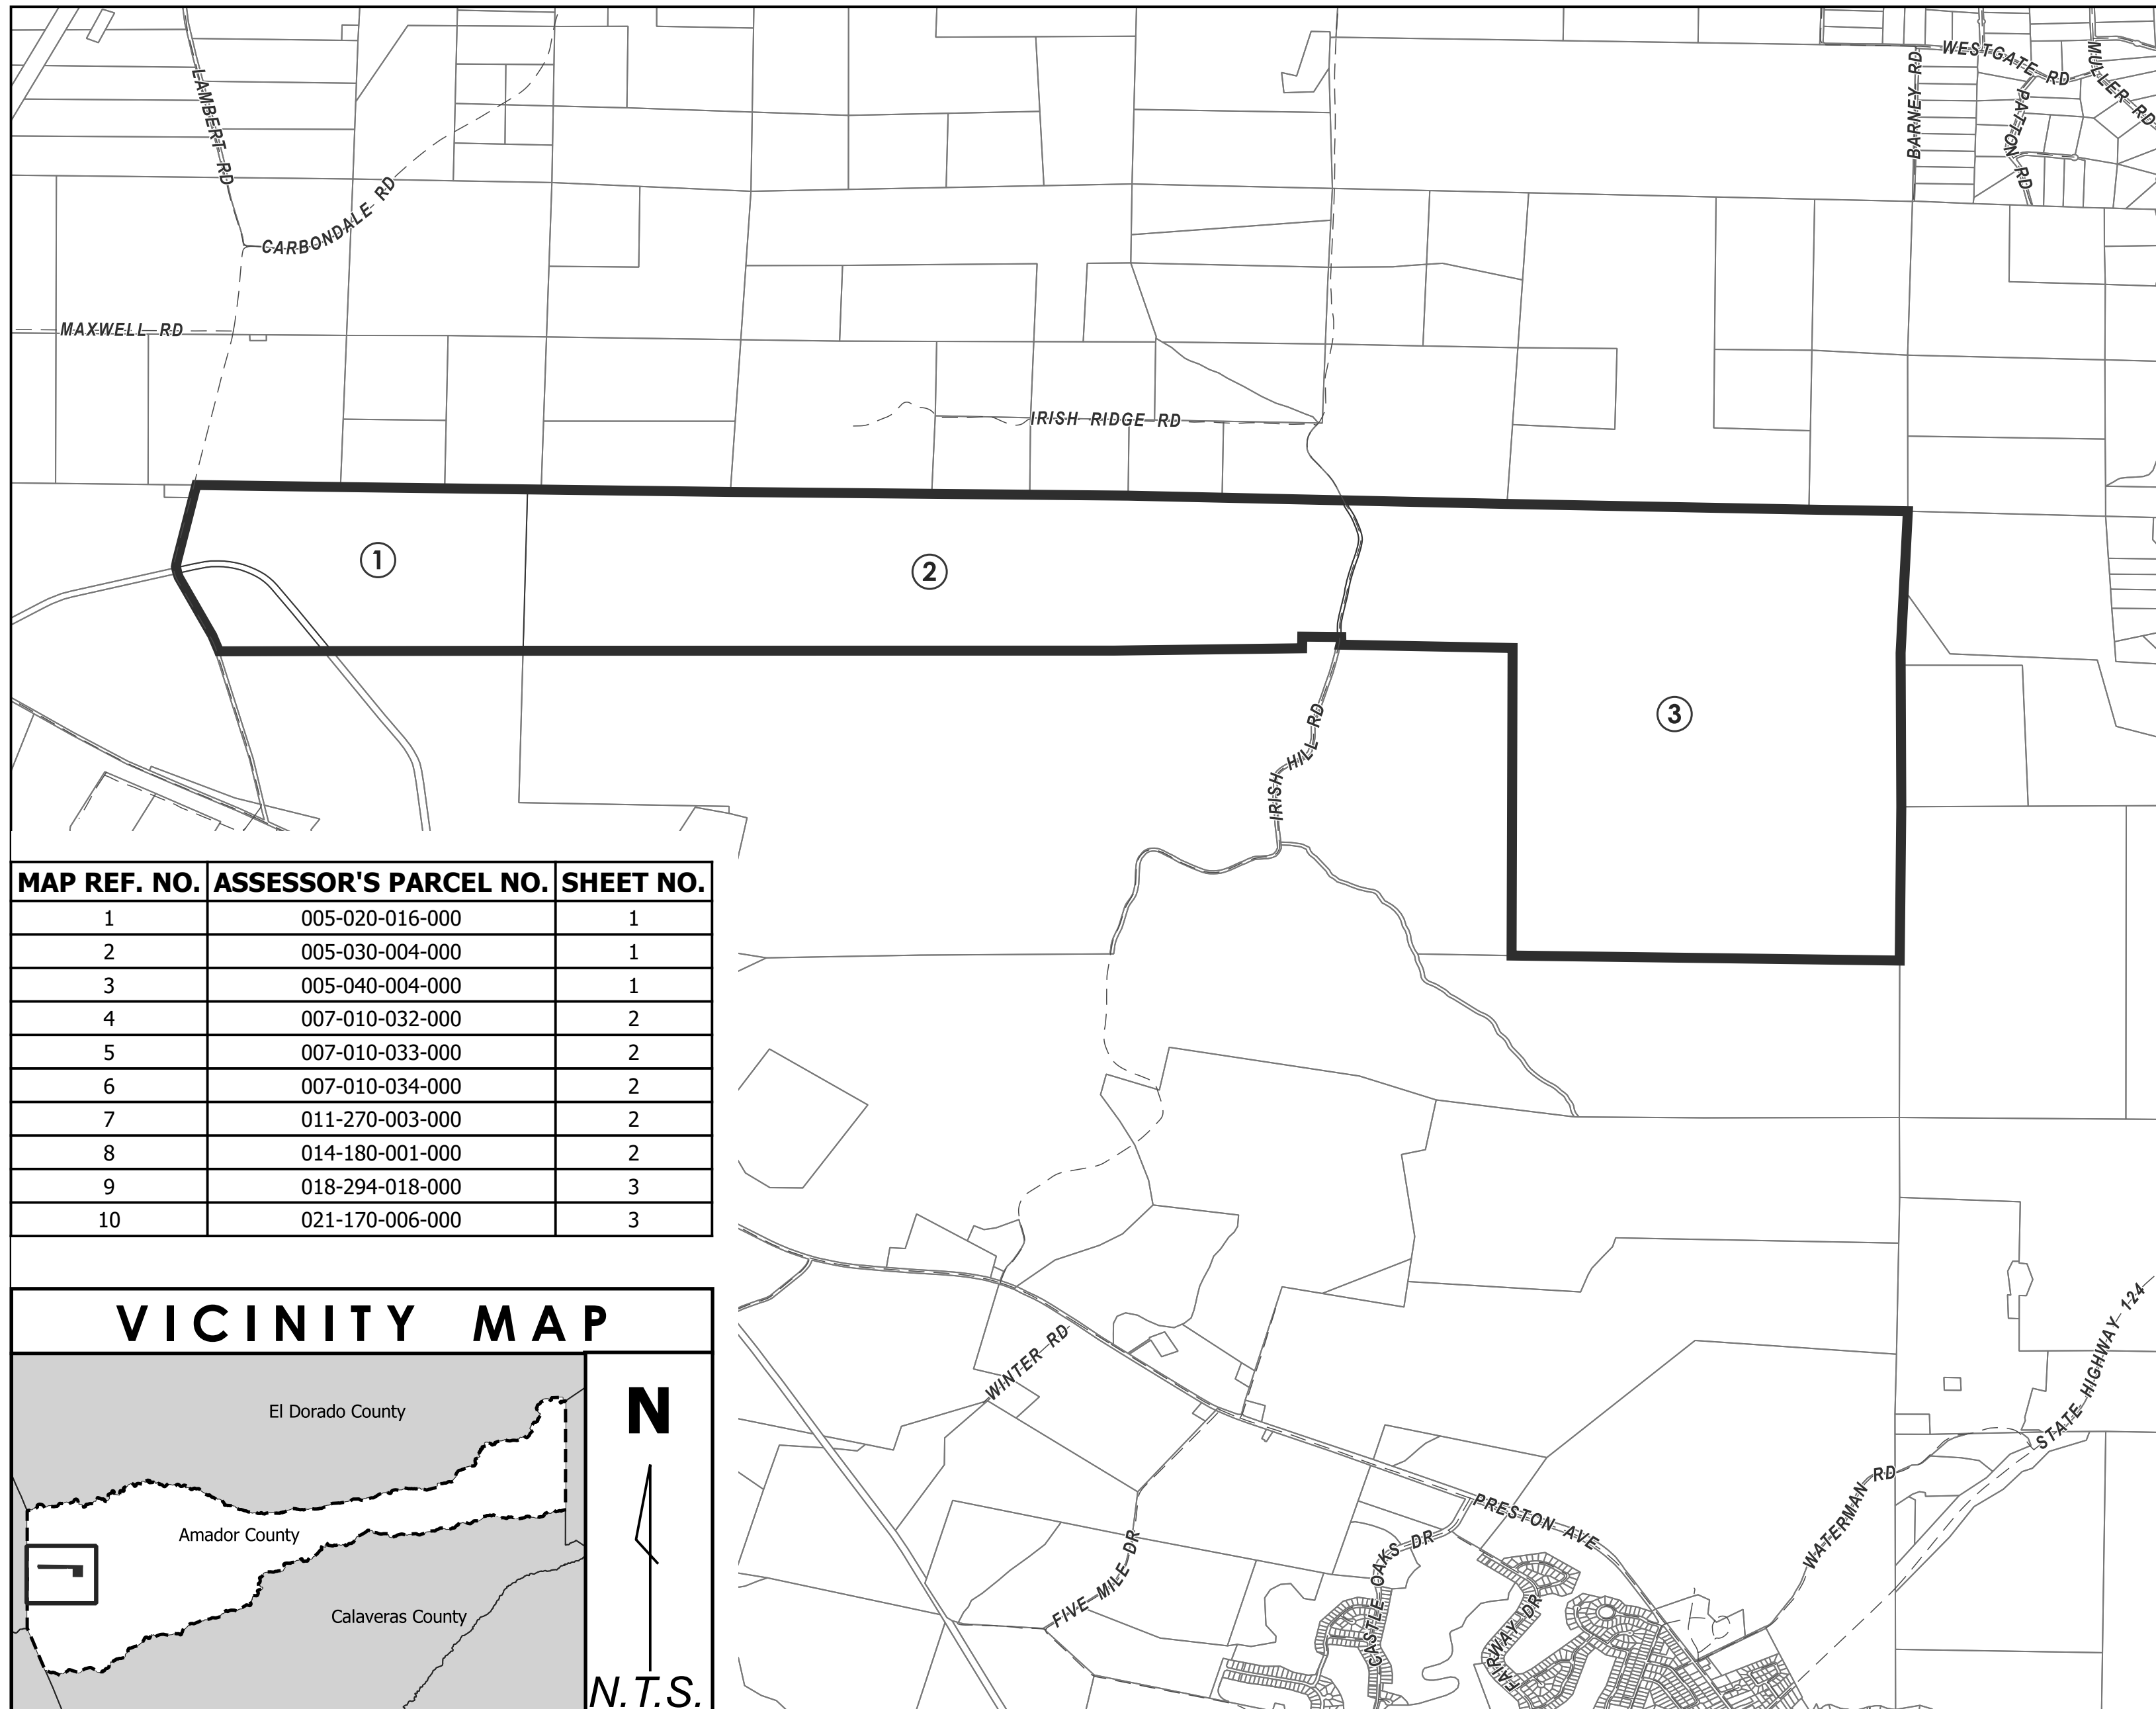 WESTGATE RD
MULLER RD
BARNEY RD
PATTON RD
LAMBERT RD
CARBONDALE RD
MAXWELL RD
IRISH RIDGE RD
1
2
3
IRISH HILL RD
MAP REF. NO. ASSESSOR'S PARCEL NO. SHEET NO.
1 005-020-016-000 1
2 005-030-004-000 1
3 005-040-004-000 1
4 007-010-032-000 2
5 007-010-033-000 2
6 007-010-034-000 2
7 011-270-003-000 2
8 014-180-001-000 2
9 018-294-018-000 3
10 021-170-006-000 3
VICINITY MAP
El Dorado County
Amador County
Calaveras County
N
N.T.S.
WINTER RD
STATE HIGHWAY 124
WATERMAN RD
PRESTON AVE
CASTLE OAKS DR
FIVE MILE DR
FAIRWAY DR